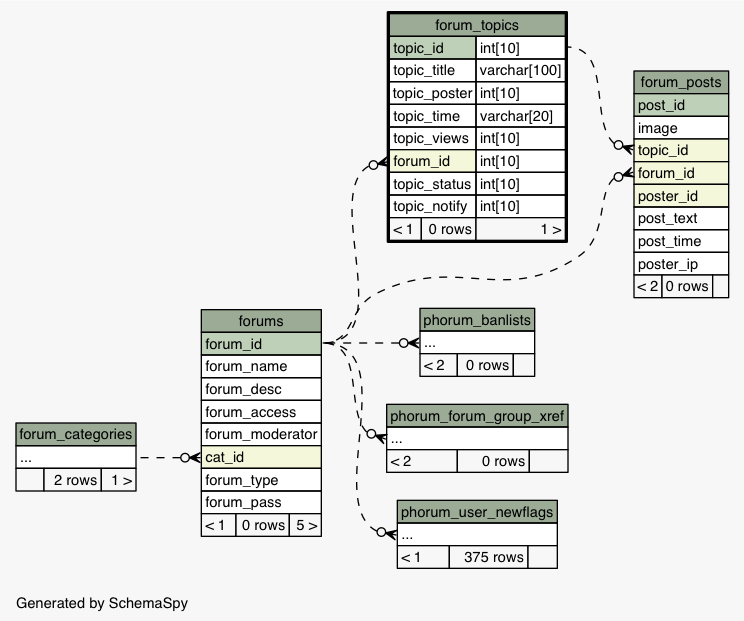 forum_topics
topic_id int[10]
topic_title varchar[100]
topic_poster int[10]
topic_time varchar[20]
topic_views int[10]
forum_id int[10]
topic_status int[10]
topic_notify int[10]
< 1 0 rows 1 >
forum_posts
post_id
image
topic_id
forum_id
poster_id
post_text
post_time
poster_ip
< 2 0 rows
forums
forum_id
forum_name
forum_desc
forum_access
forum_moderator
cat_id
forum_type
forum_pass
< 1 0 rows 5 >
phorum_banlists
...
< 2 0 rows
phorum_forum_group_xref
...
< 2 0 rows
forum_categories
...
2 rows 1 >
phorum_user_newflags
...
< 1 375 rows
Generated by SchemaSpy